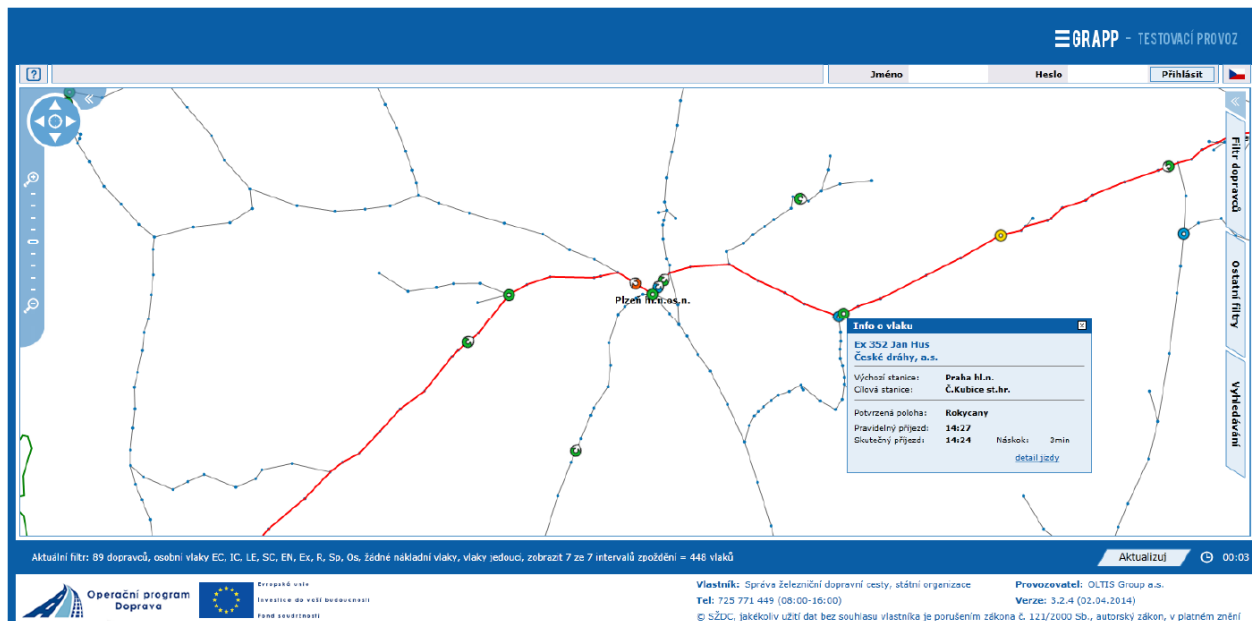 GRAPP - TESTOVACÍ PROVOZ
? Jméno Heslo Přihlásit
Filtr dopravců
Ostatní filtry
Vyhledávání
Plzeň hl.n.os.n.
Info o vlaku
Ex 352 Jan Hus
České dráhy, a.s.
Výchozí stanice: Praha hl.n.
Cílová stanice: Č.Kubice st.hr.
Potvrzená poloha: Rokycany
Pravidelný příjezd: 14:27
Skutečný příjezd: 14:24 Náskok: 3min
detail jízdy
Aktuální filtr: 89 dopravců, osobní vlaky EC, IC, LE, SC, EN, Ex, R, Sp, Os, žádné nákladní vlaky, vlaky jedoucí, zobrazit 7 ze 7 intervalů zpoždění = 448 vlaků
Aktualizuj 00:03
Operační program
Doprava
Evropská unie
Investice do vaší budoucnosti
Fond soudržnosti
Vlastník: Správa železniční dopravní cesty, státní organizace
Tel: 725 771 449 (08:00-16:00)
Provozovatel: OLTIS Group a.s.
Verze: 3.2.4 (02.04.2014)
© SŽDC, jakékoliv užití dat bez souhlasu vlastníka je porušením zákona č. 121/2000 Sb., autorský zákon, v platném znění